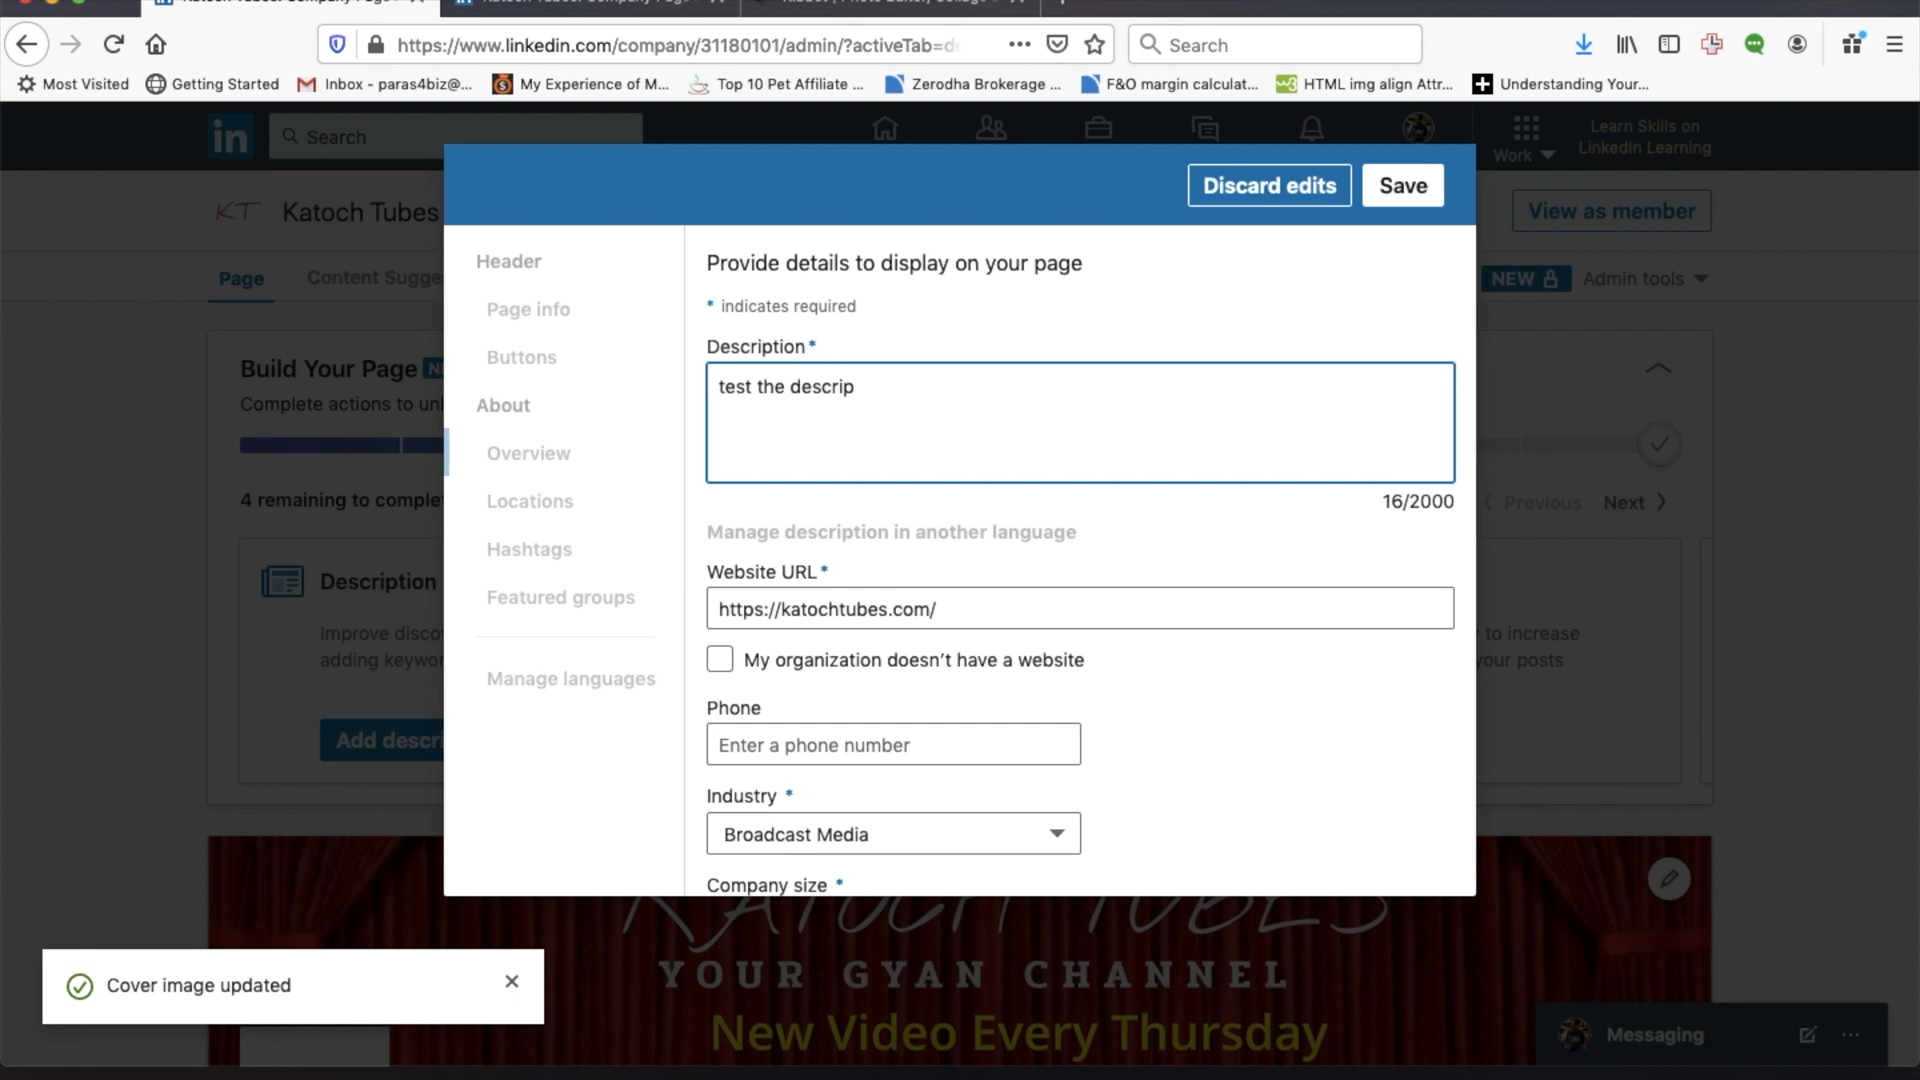 https://www.linkedin.com/company/31180101/admin/?activeTab=d
Search
Most Visited
Getting Started
Inbox - paras4biz@...
My Experience of M...
Top 10 Pet Affiliate ...
Zerodha Brokerage ...
F&O margin calculat...
HTML img align Attr...
Understanding Your...
in
Search
Work
Learn Skills on
LinkedIn Learning
Discard edits
Save
KT
Katoch Tubes
View as member
Page
Content Sugge
NEW
Admin tools
Header
Page info
Buttons
About
Overview
Locations
Hashtags
Featured groups
Manage languages
Provide details to display on your page
* indicates required
Description*
test the descrip
16/2000
Manage description in another language
Website URL*
https://katochtubes.com/
My organization doesn't have a website
Phone
Enter a phone number
Industry *
Broadcast Media
Company size *
Build Your Page
Complete actions to unl
4 remaining to comple
Previous
Next
Description
Improve disco
adding keywor
to increase
your posts
Add descri
KATOCH TUBES
YOUR GYAN CHANNEL
New Video Every Thursday
Cover image updated
Messaging